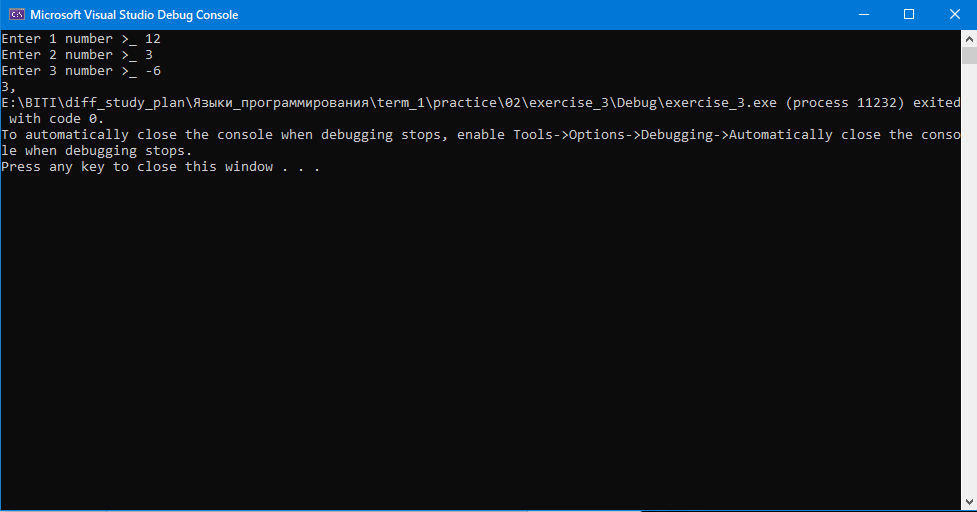 Microsoft Visual Studio Debug Console
Enter 1 number >_ 12
Enter 2 number >_ 3
Enter 3 number >_ -6
3,
E:\BITI\diff_study_plan\Языки_программирования\term_1\practice\02\exercise_3\Debug\exercise_3.exe (process 11232) exited
 with code 0.
To automatically close the console when debugging stops, enable Tools->Options->Debugging->Automatically close the conso
le when debugging stops.
Press any key to close this window . . .